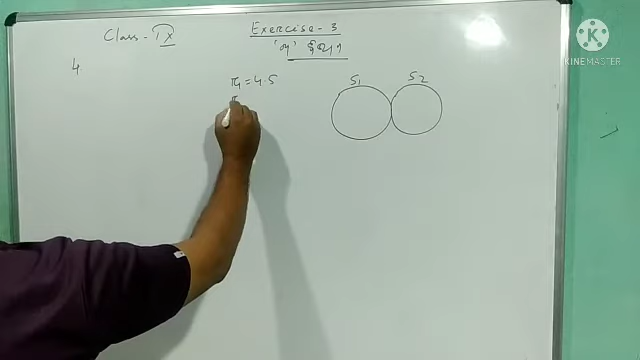 Class- IX
Exercise-3
4
r₁ = 4.5
S₁ S₂
KINEMASTER